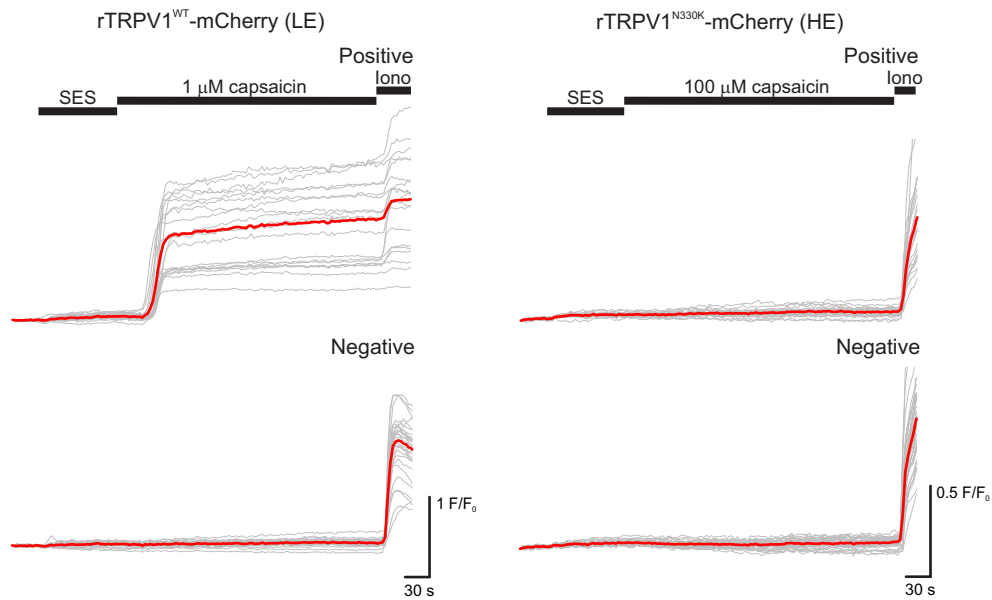 rTRPV1WT-mCherry (LE)
Positive
Iono
1 μM capsaicin
SES
Negative
1 F/F0
30 s
rTRPV1N330K-mCherry (HE)
Positive
Iono
100 μM capsaicin
SES
Negative
0.5 F/F0
30 s